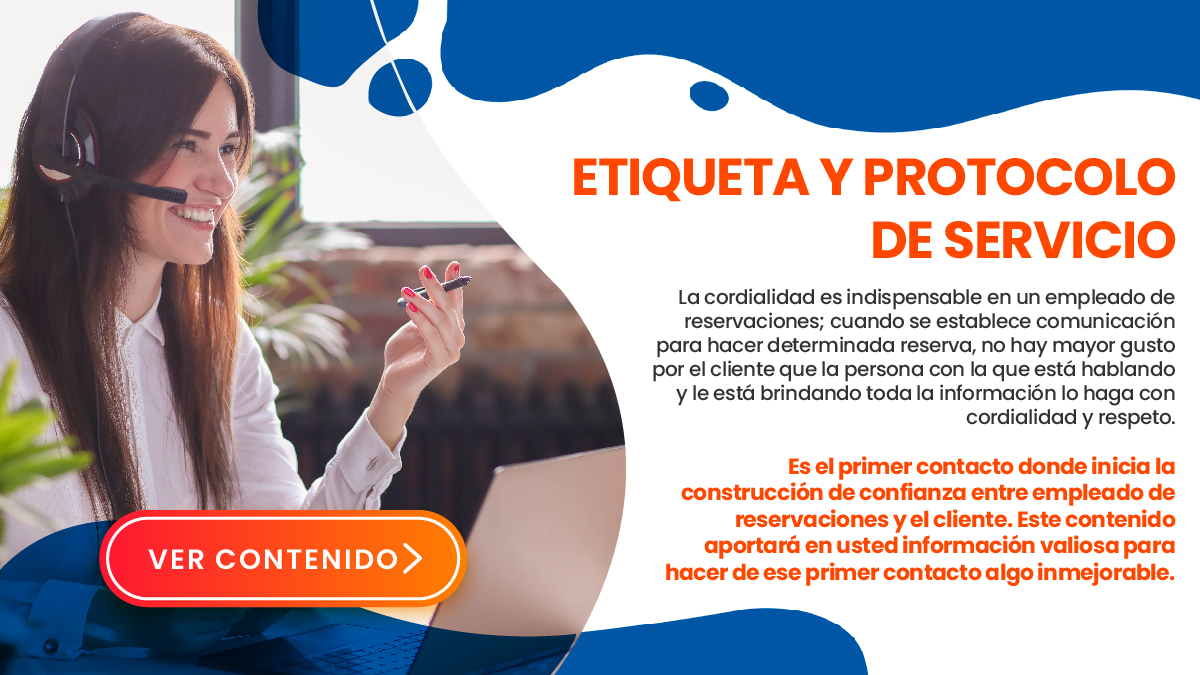 ETIQUETA Y PROTOCOLO
DE SERVICIO
La cordialidad es indispensable en un empleado de
reservaciones; cuando se establece comunicación
para hacer determinada reserva, no hay mayor gusto
por el cliente que la persona con la que está hablando
y le está brindando toda la información lo haga con
cordialidad y respeto.
Es el primer contacto donde inicia la
construcción de confianza entre empleado de
reservaciones y el cliente. Este contenido
aportará en usted información valiosa para
hacer de ese primer contacto algo inmejorable.
VER CONTENIDO